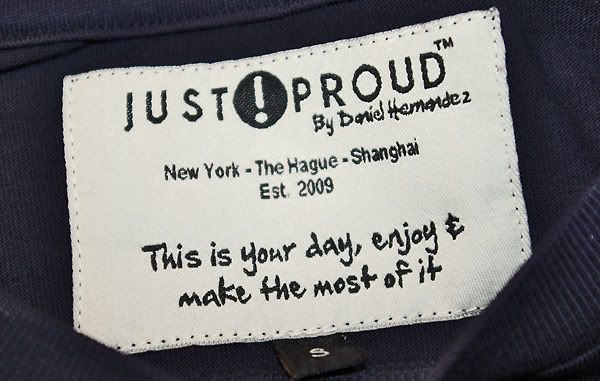 JUST!PROUD™
By Daniel Hernandez
New York - The Hague - Shanghai
Est. 2009
This is your day, enjoy &
make the most of it
S